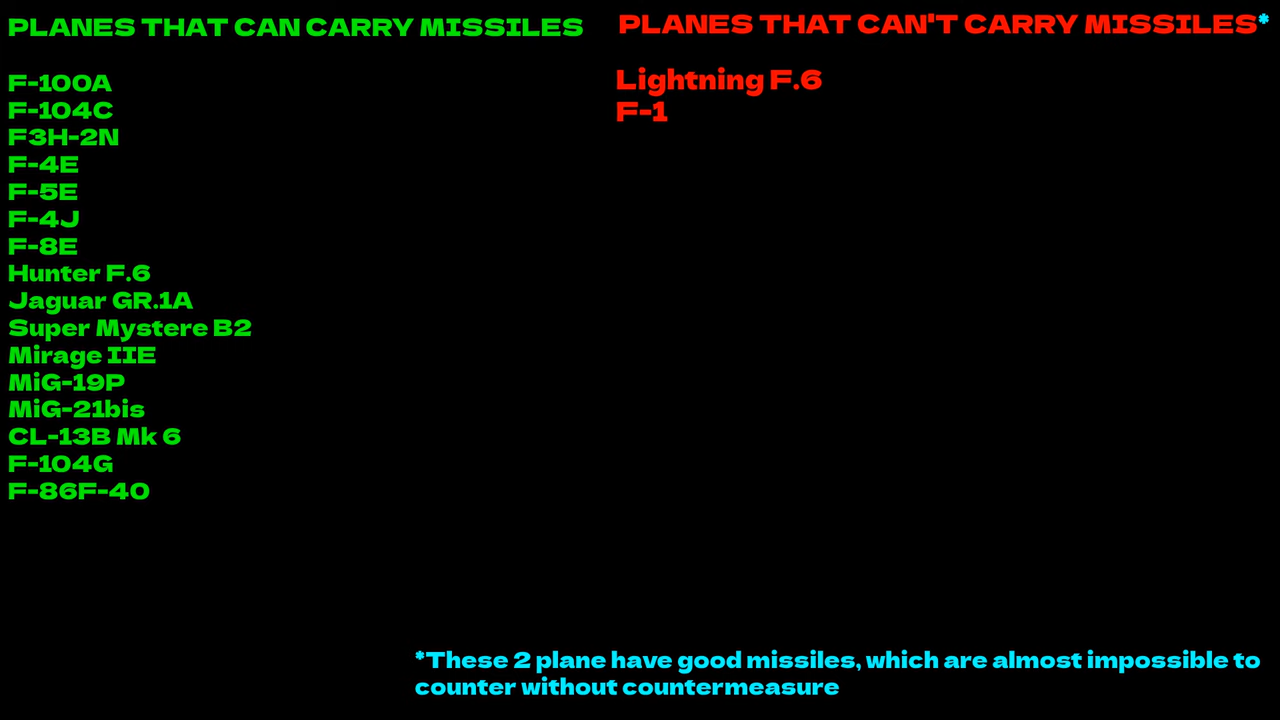 PLANES THAT CAN CARRY MISSILES
F-100A
F-104C
F3H-2N
F-4E
F-5E
F-4J
F-8E
Hunter F.6
Jaguar GR.1A
Super Mystere B2
Mirage IIE
MiG-19P
MiG-21bis
CL-13B Mk 6
F-104G
F-86F-40
PLANES THAT CAN'T CARRY MISSILES*
Lightning F.6
F-1
*These 2 plane have good missiles, which are almost impossible to
counter without countermeasure